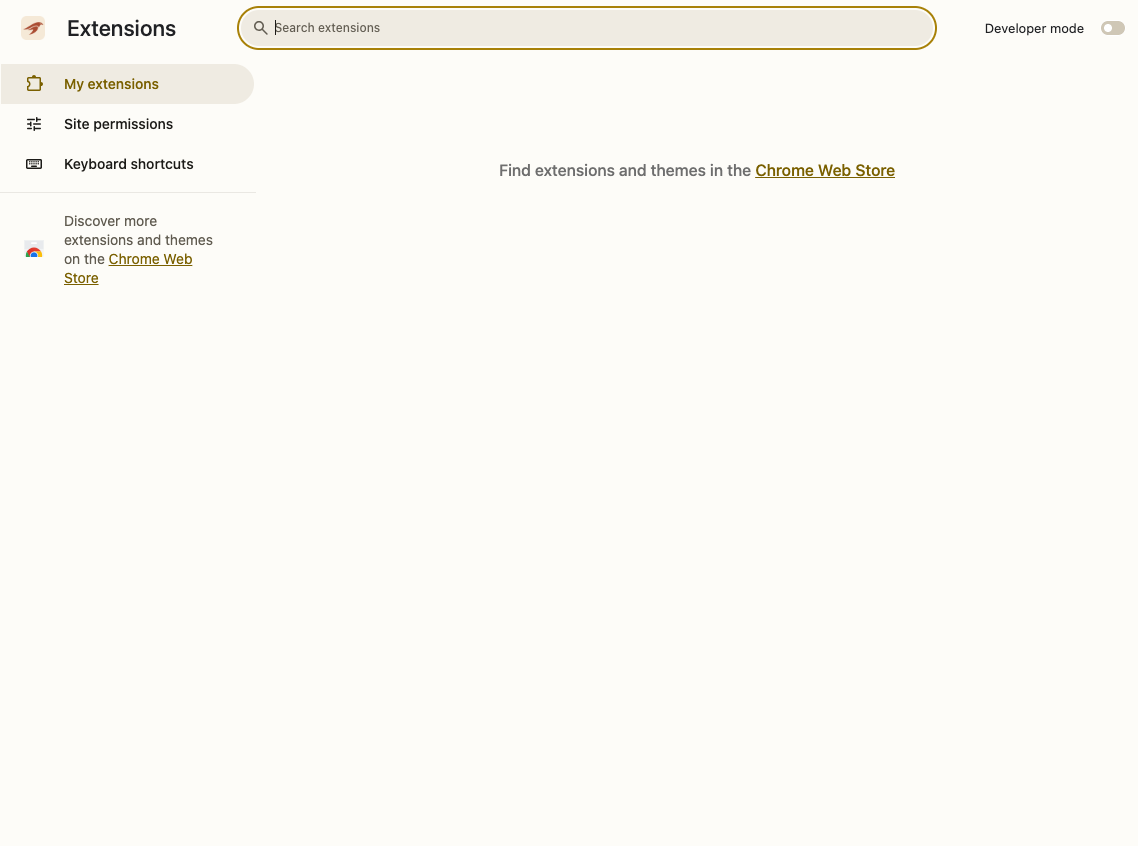 Extensions
Search extensions
Developer mode
My extensions
Site permissions
Keyboard shortcuts
Discover more
extensions and themes
on the Chrome Web
Store
Find extensions and themes in the Chrome Web Store